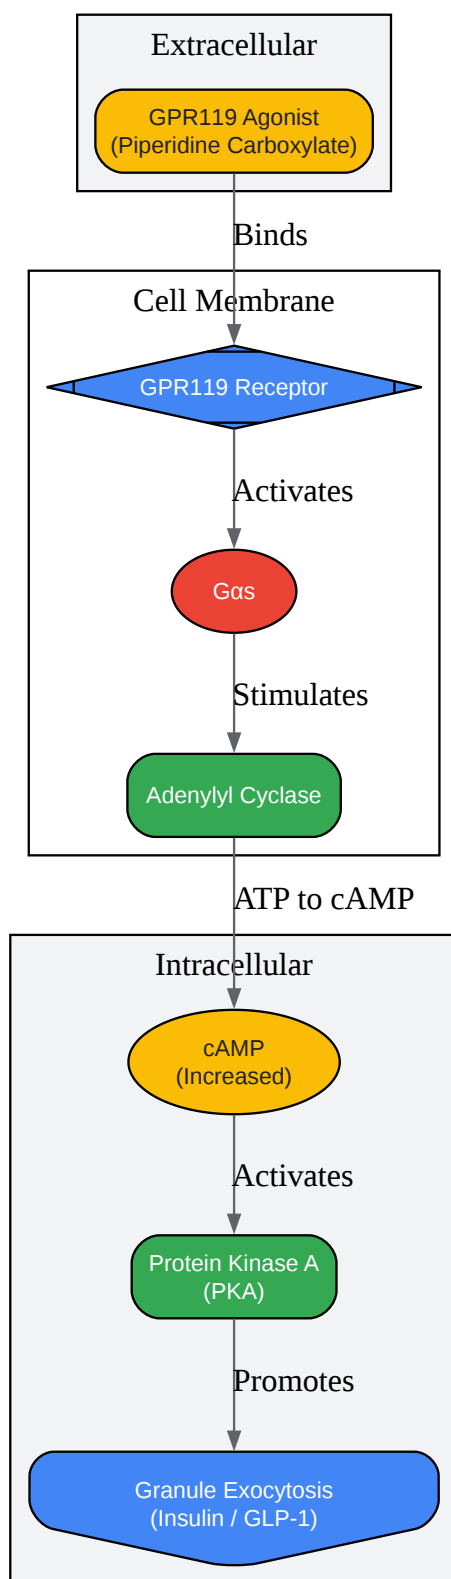 Extracellular
GPR119 Agonist
(Piperidine Carboxylate)
Binds
Cell Membrane
GPR119 Receptor
Activates
Gαs
Stimulates
Adenylyl Cyclase
ATP to cAMP
Intracellular
cAMP
(Increased)
Activates
Protein Kinase A
(PKA)
Promotes
Granule Exocytosis
(Insulin / GLP-1)